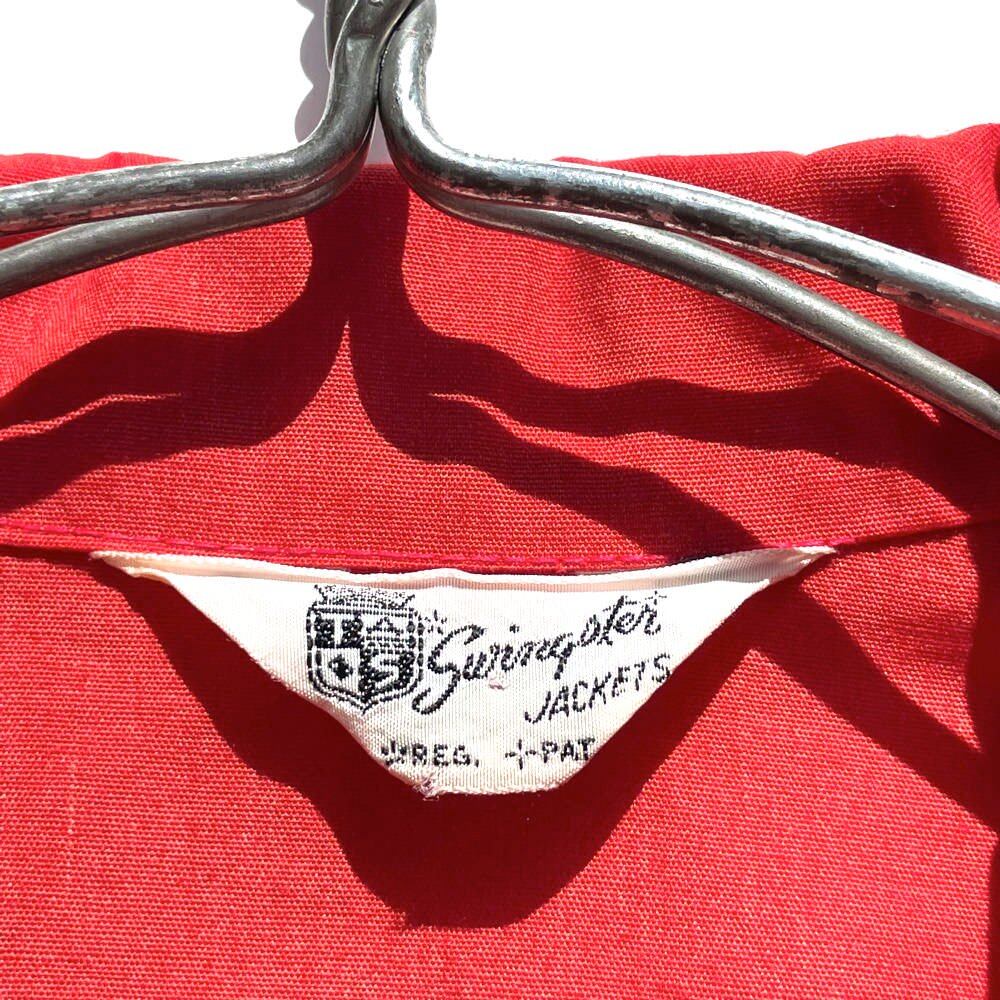 Swingster
JACKETS
REG. PAT